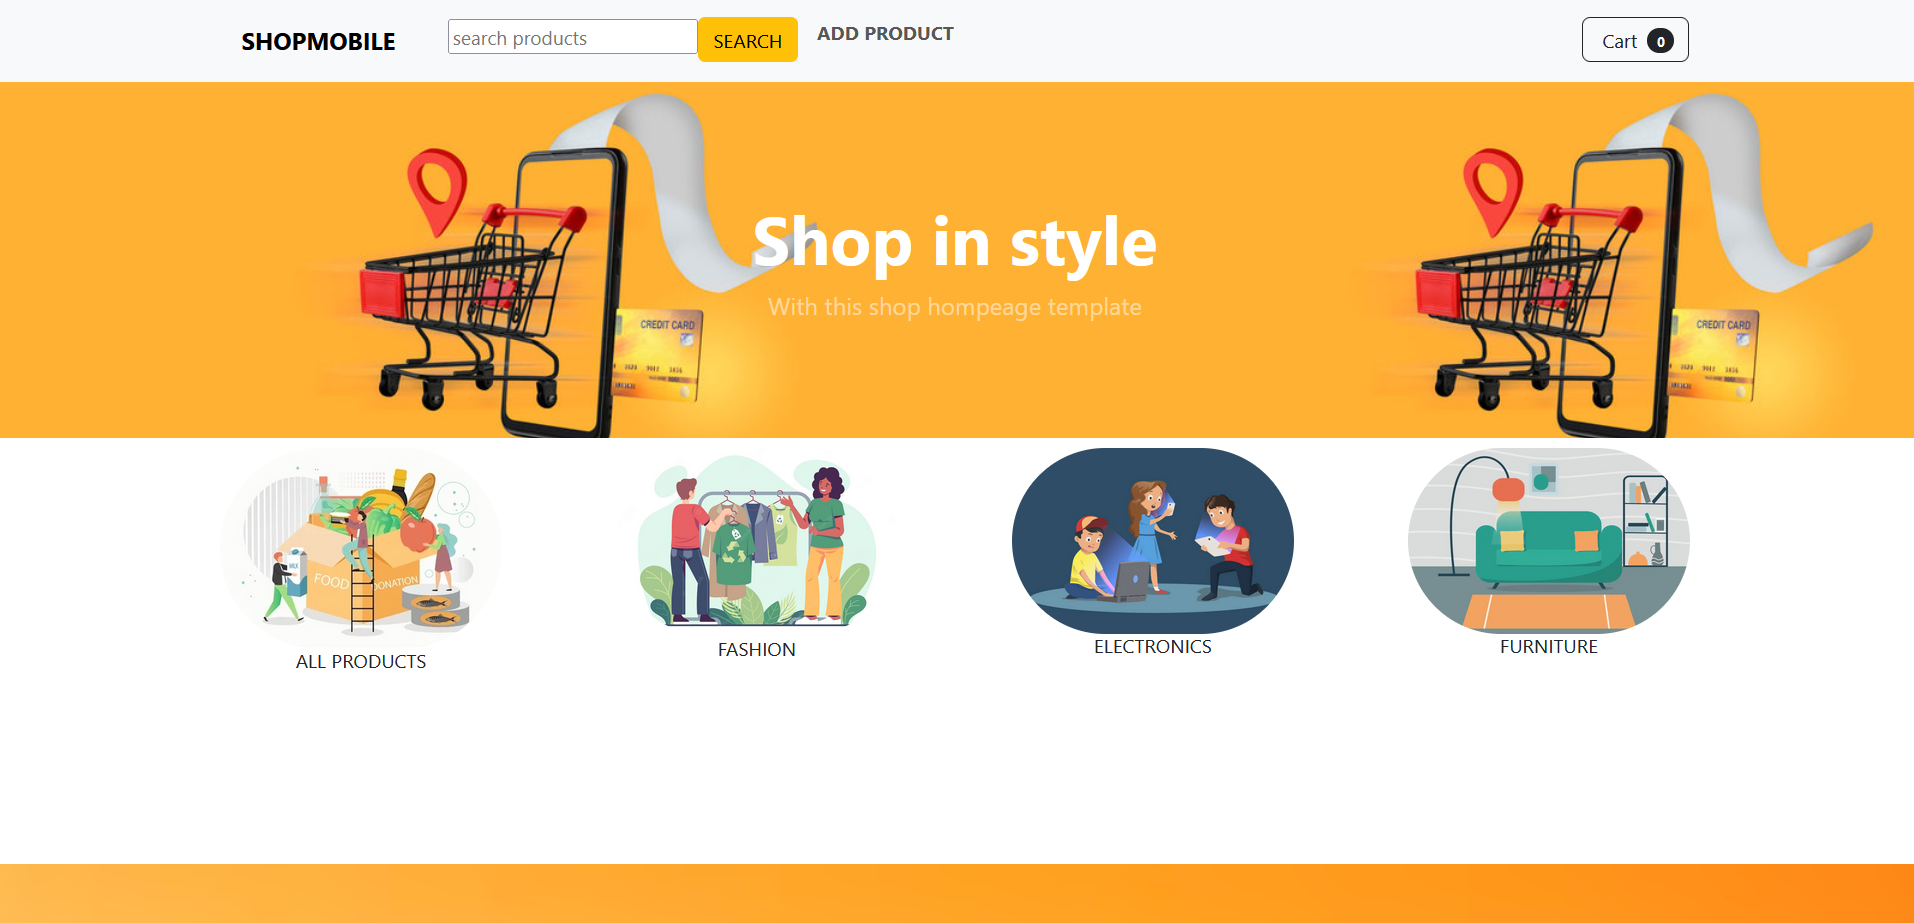 SHOPMOBILE
search products
SEARCH
ADD PRODUCT
Cart 0
Shop in style
With this shop hompeage template
CREDIT CARD
CREDIT CARD
MILK
FOOD DONATION
ALL PRODUCTS
FASHION
ELECTRONICS
FURNITURE